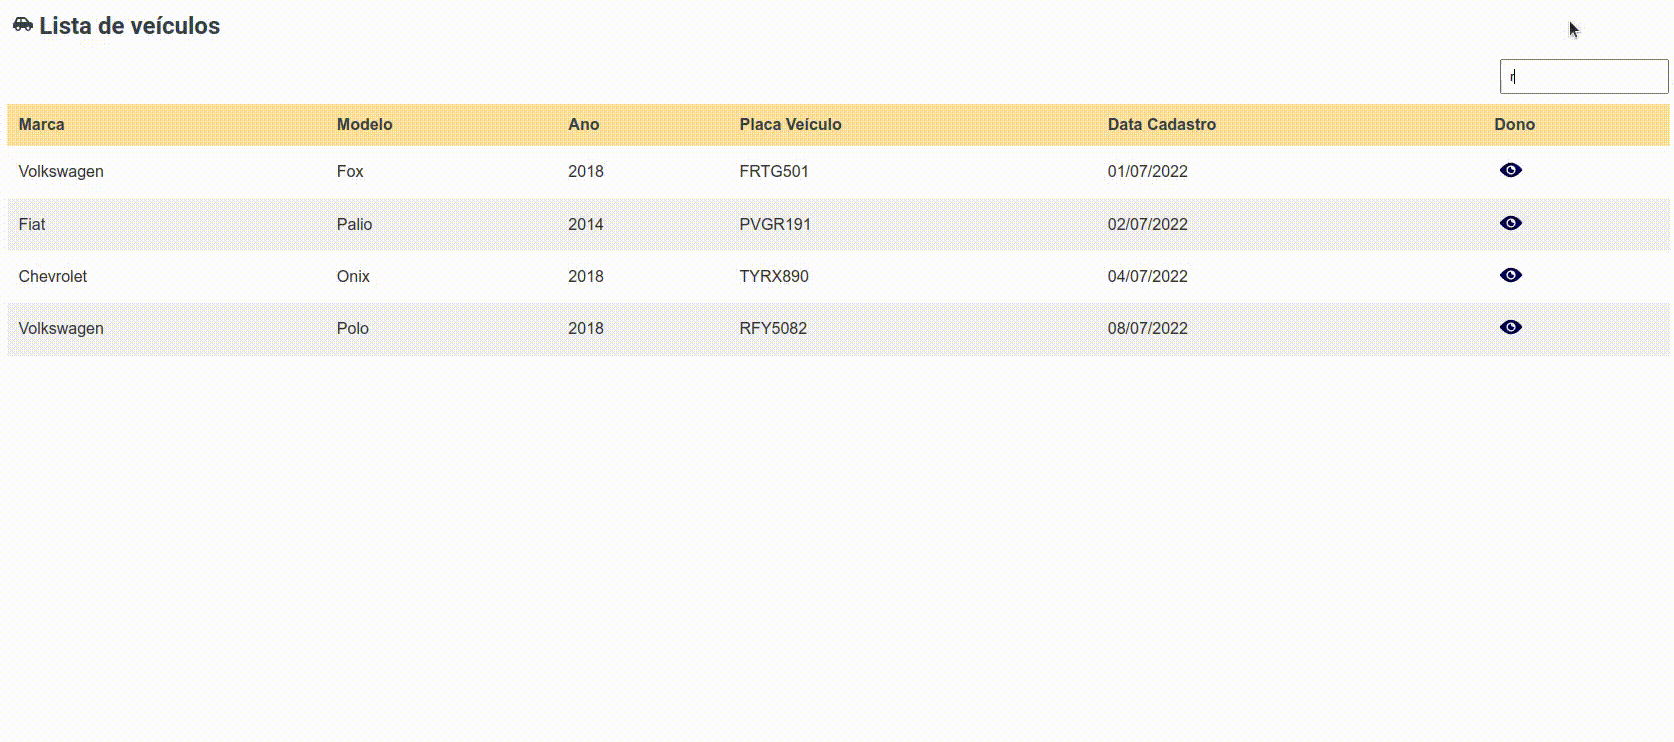 Lista de veículos
r
Marca Modelo Ano Placa Veículo Data Cadastro Dono
Volkswagen Fox 2018 FRTG501 01/07/2022
Fiat Palio 2014 PVGR191 02/07/2022
Chevrolet Onix 2018 TYRX890 04/07/2022
Volkswagen Polo 2018 RFY5082 08/07/2022